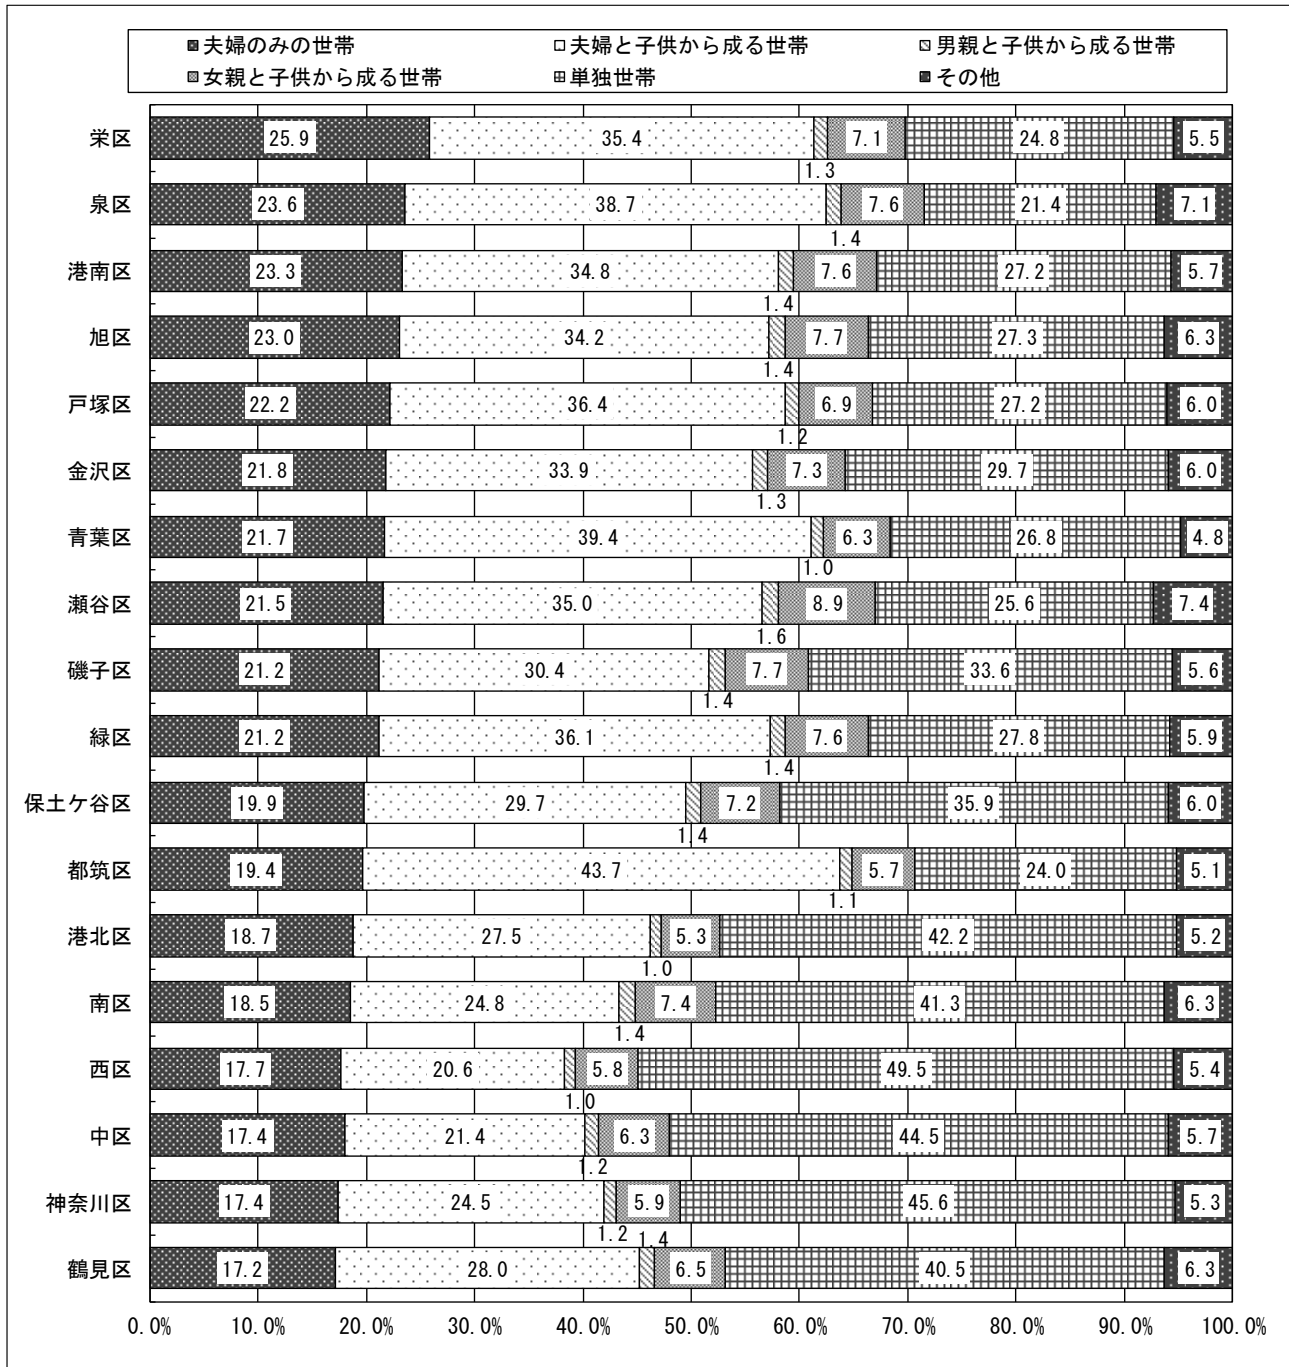 夫婦のみの世帯 夫婦と子供から成る世帯 男親と子供から成る世帯
女親と子供から成る世帯 単独世帯 その他
栄区 25.9 35.4 7.1 24.8 5.5
1.3
泉区 23.6 38.7 7.6 21.4 7.1
1.4
港南区 23.3 34.8 7.6 27.2 5.7
1.4
旭区 23.0 34.2 7.7 27.3 6.3
1.4
戸塚区 22.2 36.4 6.9 27.2 6.0
1.2
金沢区 21.8 33.9 7.3 29.7 6.0
1.3
青葉区 21.7 39.4 6.3 26.8 4.8
1.0
瀬谷区 21.5 35.0 8.9 25.6 7.4
1.6
磯子区 21.2 30.4 7.7 33.6 5.6
1.4
緑区 21.2 36.1 7.6 27.8 5.9
1.4
保土ケ谷区 19.9 29.7 7.2 35.9 6.0
1.4
都筑区 19.4 43.7 5.7 24.0 5.1
1.1
港北区 18.7 27.5 5.3 42.2 5.2
1.0
南区 18.5 24.8 7.4 41.3 6.3
1.4
西区 17.7 20.6 5.8 49.5 5.4
1.0
中区 17.4 21.4 6.3 44.5 5.7
1.2
神奈川区 17.4 24.5 5.9 45.6 5.3
1.2 1.4
鶴見区 17.2 28.0 6.5 40.5 6.3
0.0% 10.0% 20.0% 30.0% 40.0% 50.0% 60.0% 70.0% 80.0% 90.0% 100.0%